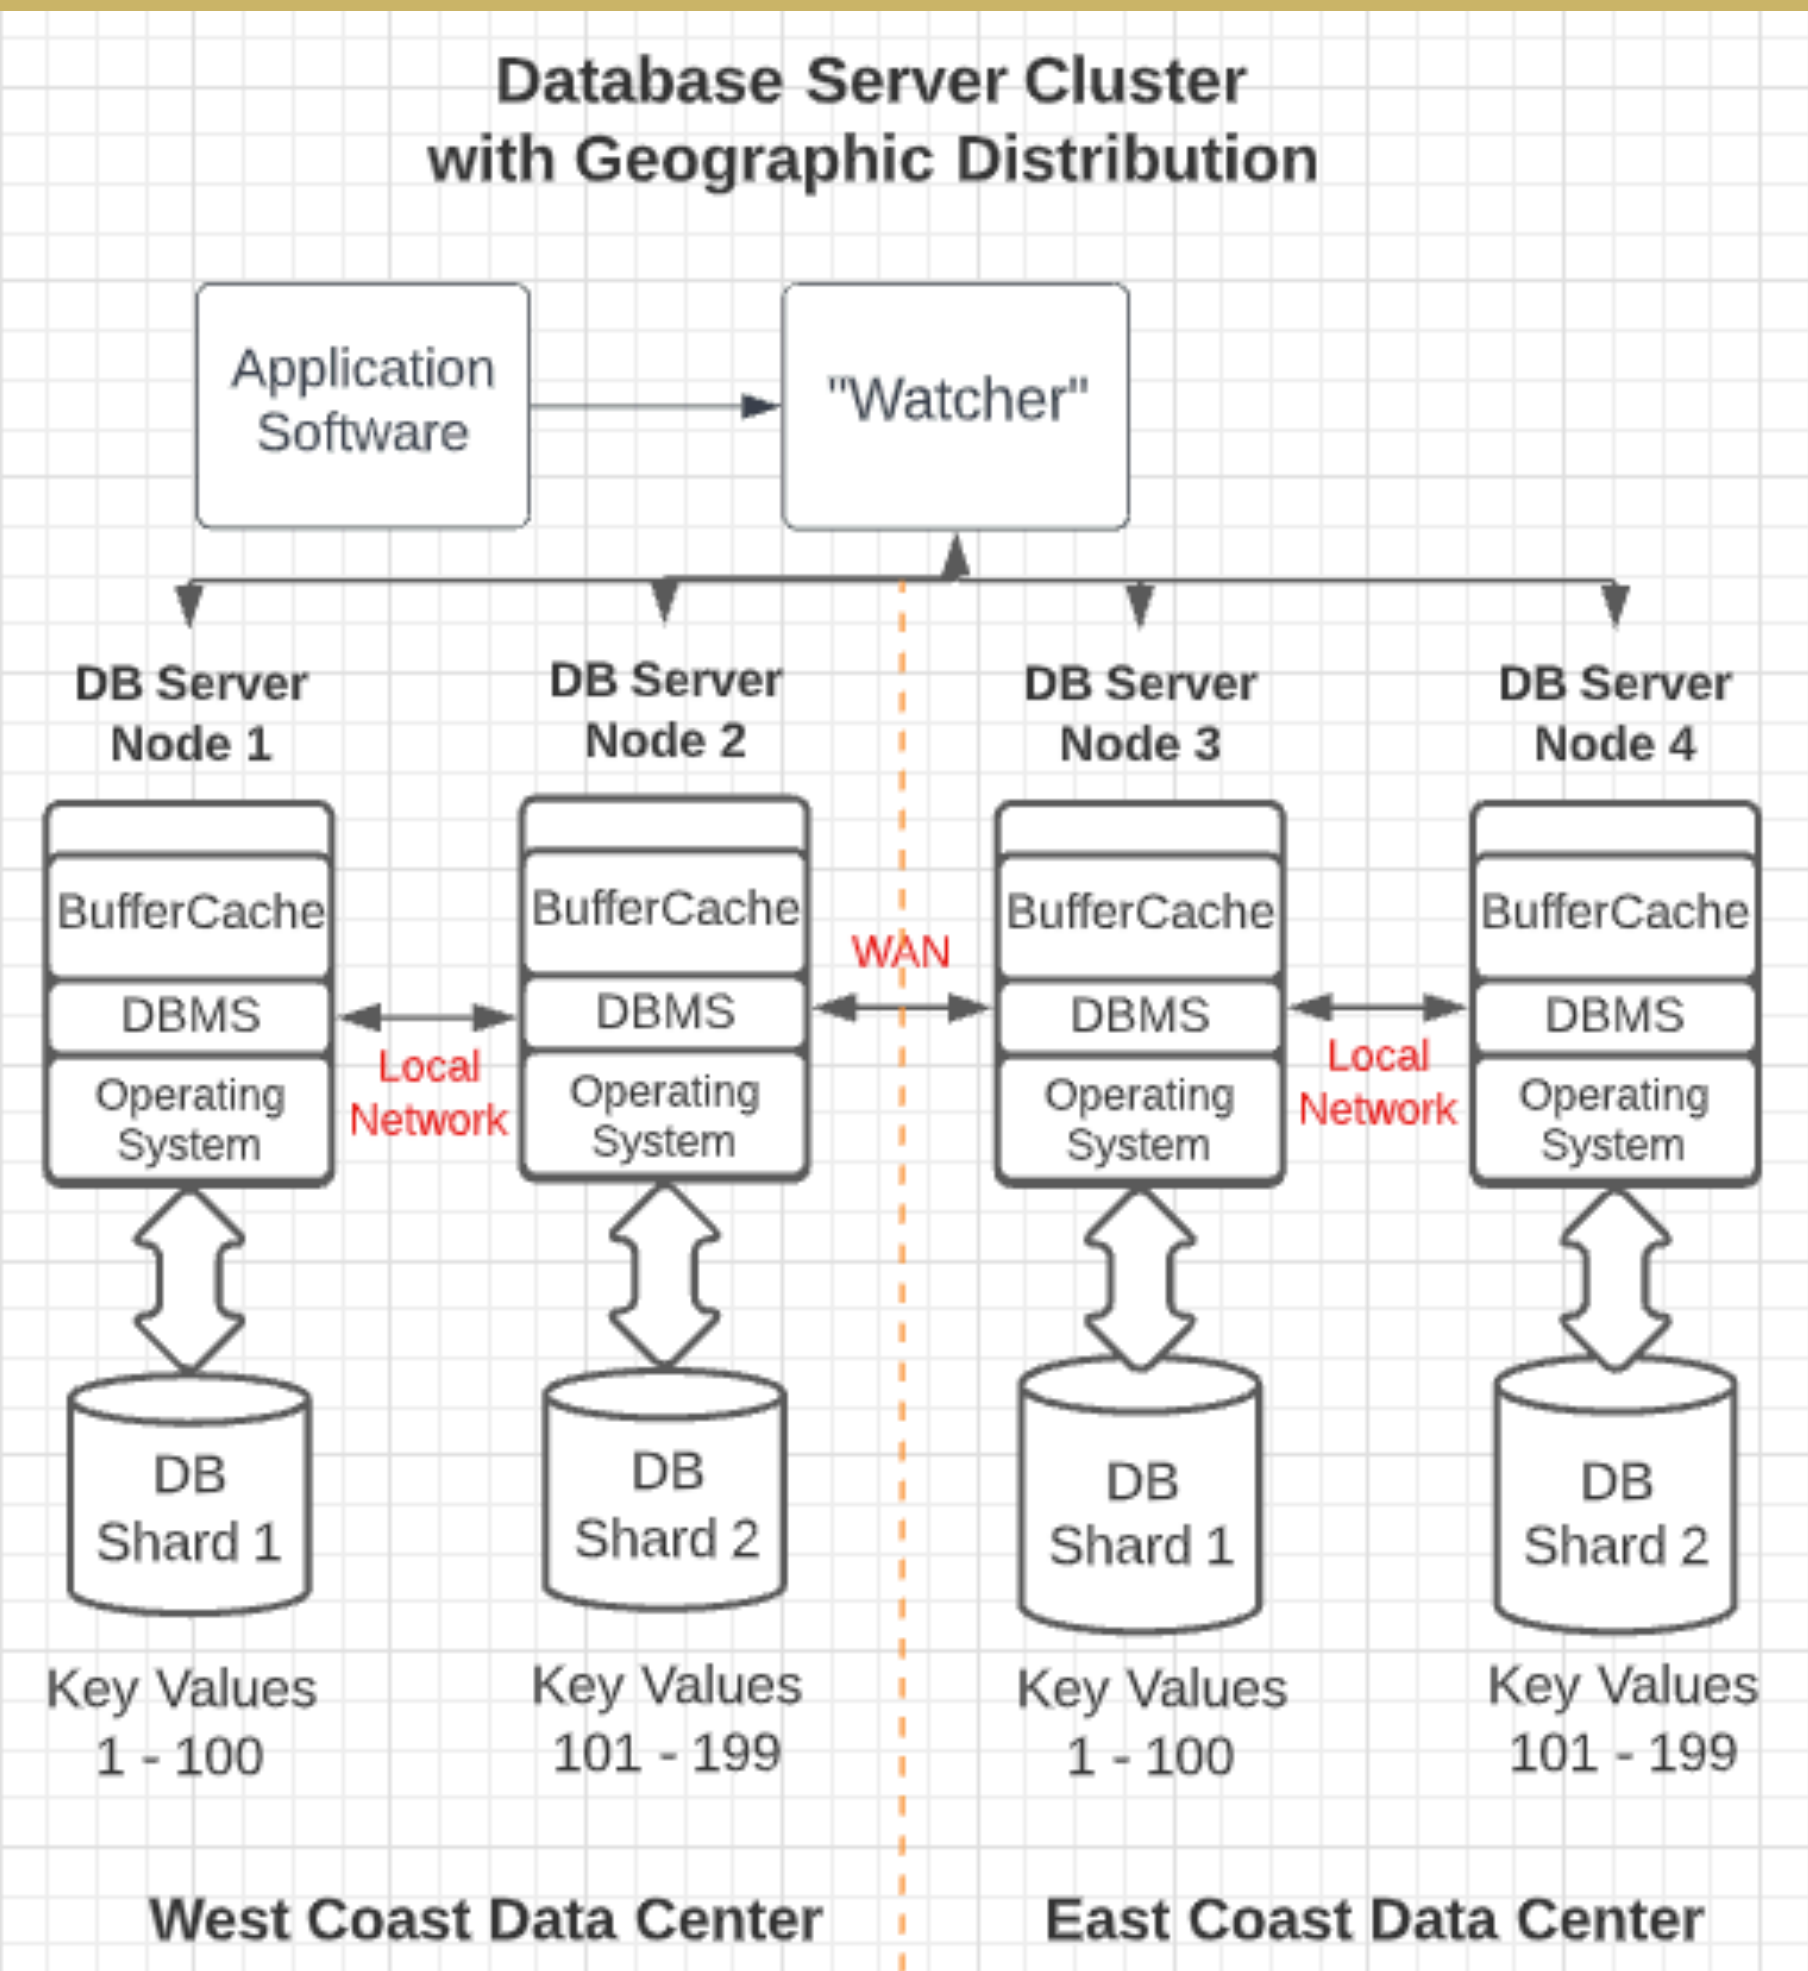 Database Server Cluster
with Geographic Distribution
Application
Software
"Watcher"
DB Server
Node 1
DB Server
Node 2
DB Server
Node 3
DB Server
Node 4
BufferCache
DBMS
Operating
System
Local
Network
BufferCache
DBMS
Operating
System
WAN
BufferCache
DBMS
Operating
System
Local
Network
BufferCache
DBMS
Operating
System
DB
Shard 1
DB
Shard 2
DB
Shard 1
DB
Shard 2
Key Values
1 - 100
Key Values
101 - 199
Key Values
1 - 100
Key Values
101 - 199
West Coast Data Center
East Coast Data Center